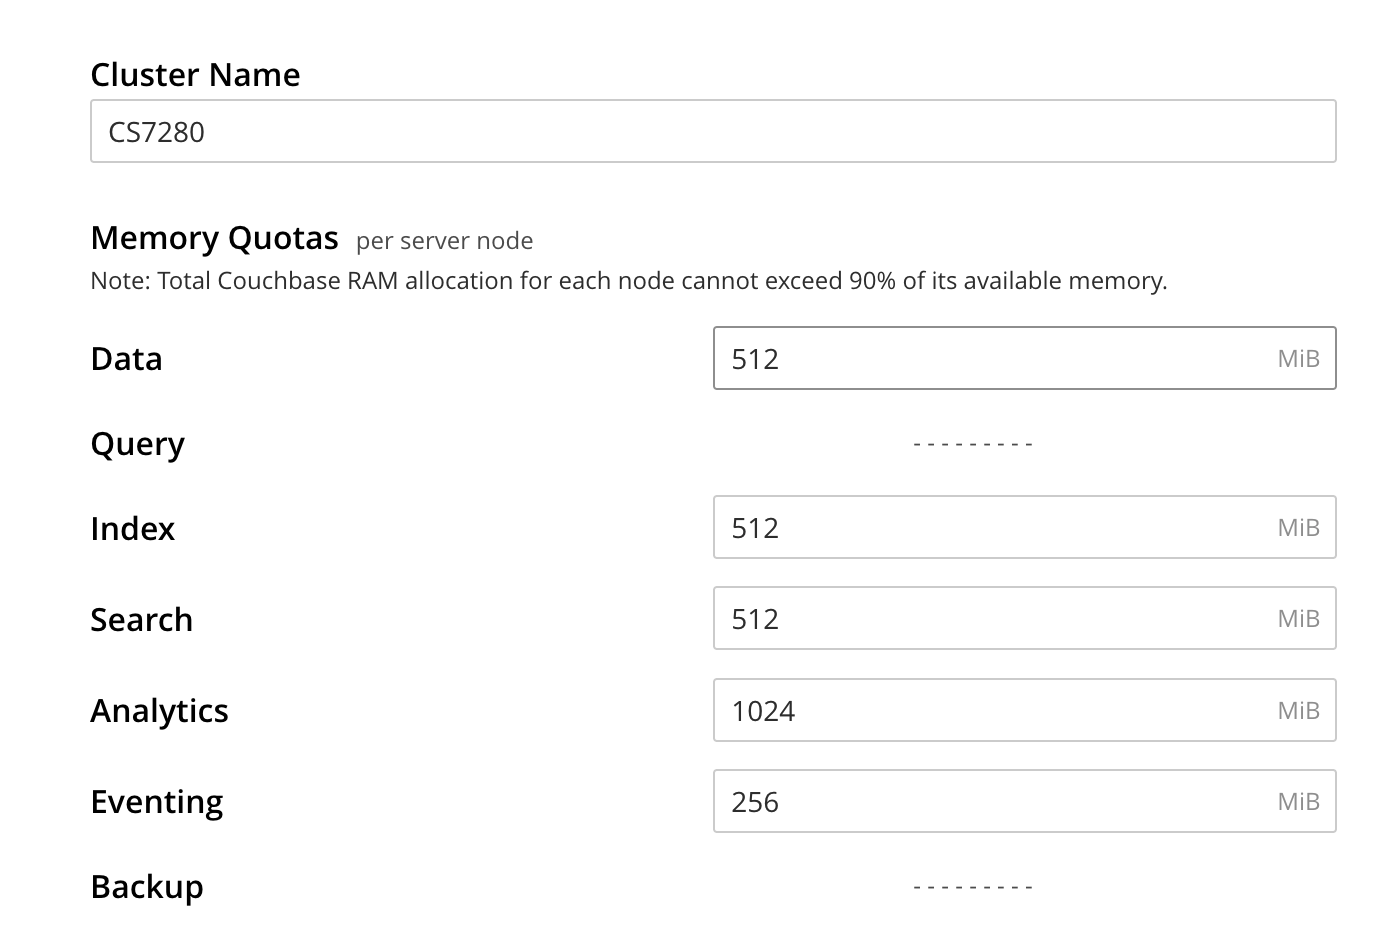 Cluster Name
CS7280
Memory Quotas per server node
Note: Total Couchbase RAM allocation for each node cannot exceed 90% of its available memory.
Data 512 MiB
Query ---------
Index 512 MiB
Search 512 MiB
Analytics 1024 MiB
Eventing 256 MiB
Backup ---------